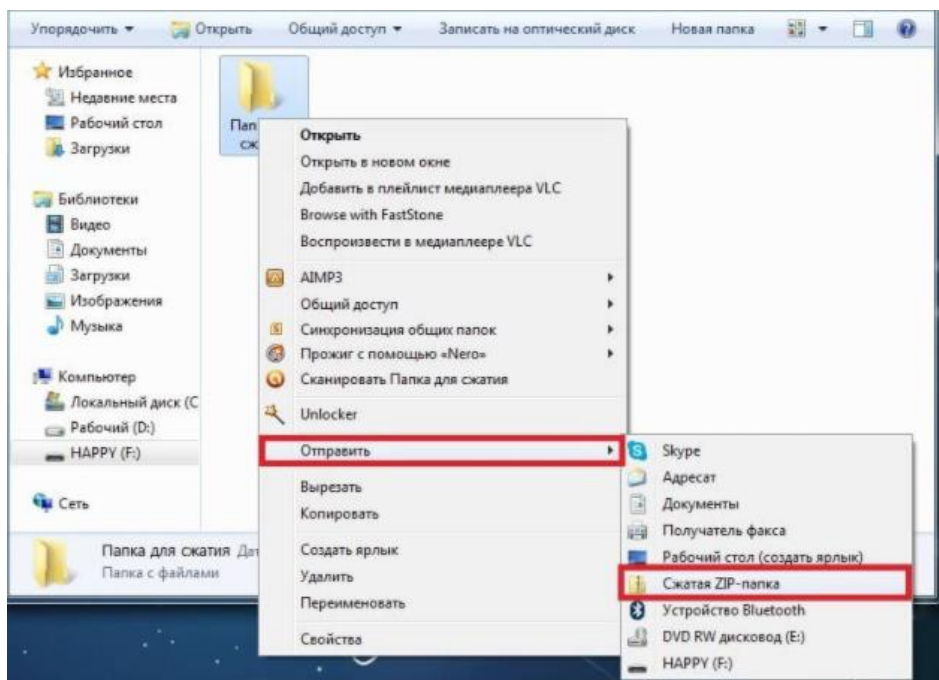 Упорядочить
Открыть
Общий доступ
Записать на оптический диск
Новая папка
Избранное
Недавние места
Рабочий стол
Загрузки
Библиотеки
Видео
Документы
Загрузки
Изображения
Музыка
Компьютер
Локальный диск (C
Рабочий (D:)
HAPPY (F:)
Сеть
Пап
сж
Открыть
Открыть в новом окне
Добавить в плейлист медиаплеера VLC
Browse with FastStone
Воспроизвести в медиаплеере VLC
AIMP3
Общий доступ
Синхронизация общих папок
Прожиг с помощью «Nero»
Сканировать Папка для сжатия
Unlocker
Отправить
Вырезать
Копировать
Создать ярлык
Удалить
Переименовать
Свойства
Skype
Адресат
Документы
Получатель факса
Рабочий стол (создать ярлык)
Сжатая ZIP-папка
Устройство Bluetooth
DVD RW дисковод (E:)
HAPPY (F:)
Папка для сжатия Дат
Папка с файлами